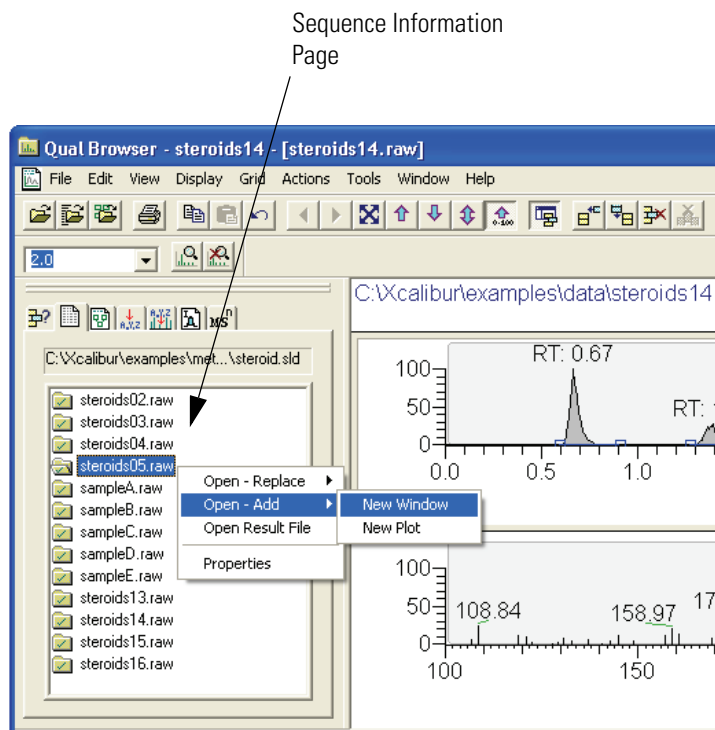 Sequence Information
Page
Qual Browser - steroids14 - [steroids14.raw]
File Edit View Display Grid Actions Tools Window Help
0-100
2.0
A,Y,Z A,Y,Z A MSn
C:\Xcalibur\examples\met...\steroid.sld
steroids02.raw
steroids03.raw
steroids04.raw
steroids05.raw
sampleA.raw
sampleB.raw
sampleC.raw
sampleD.raw
sampleE.raw
steroids13.raw
steroids14.raw
steroids15.raw
steroids16.raw
Open - Replace
Open - Add
Open Result File
Properties
New Window
New Plot
C:\Xcalibur\examples\data\steroids14
RT: 0.67
RT:
100
50
0
0.0 0.5 1.0
100
50
0
108.84 158.97 17
100 150